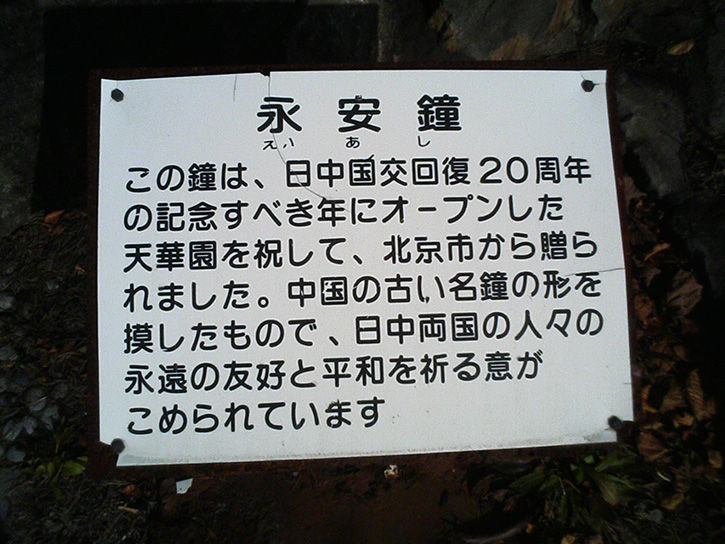 永安鐘
えい あ し
この鐘は、日中国交回復20周年
の記念すべき年にオープンした
天華園を祝して、北京市から贈ら
れました。中国の古い名鐘の形を
摸したもので、日中両国の人々の
永遠の友好と平和を祈る意が
こめられています